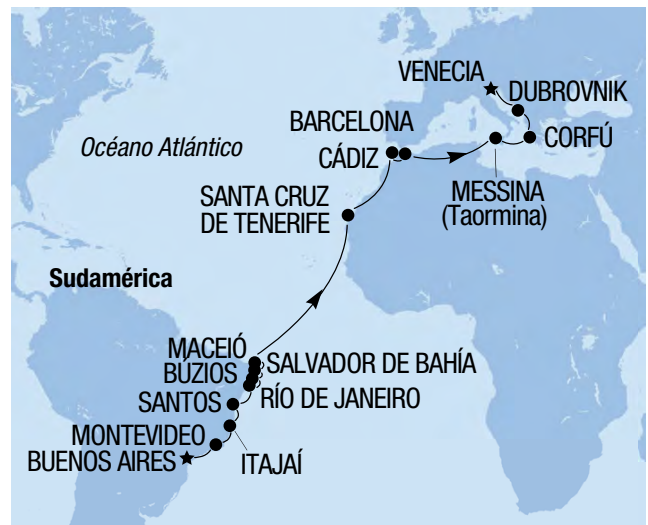 VENECIA
DUBROVNIK
BARCELONA
Océano Atlántico
CÁDIZ
CORFÚ
MESSINA
(Taormina)
SANTA CRUZ
DE TENERIFE
Sudamérica
MACEIÓ
SALVADOR DE BAHÍA
BÚZIOS
RÍO DE JANEIRO
SANTOS
MONTEVIDEO
ITAJAÍ
BUENOS AIRES